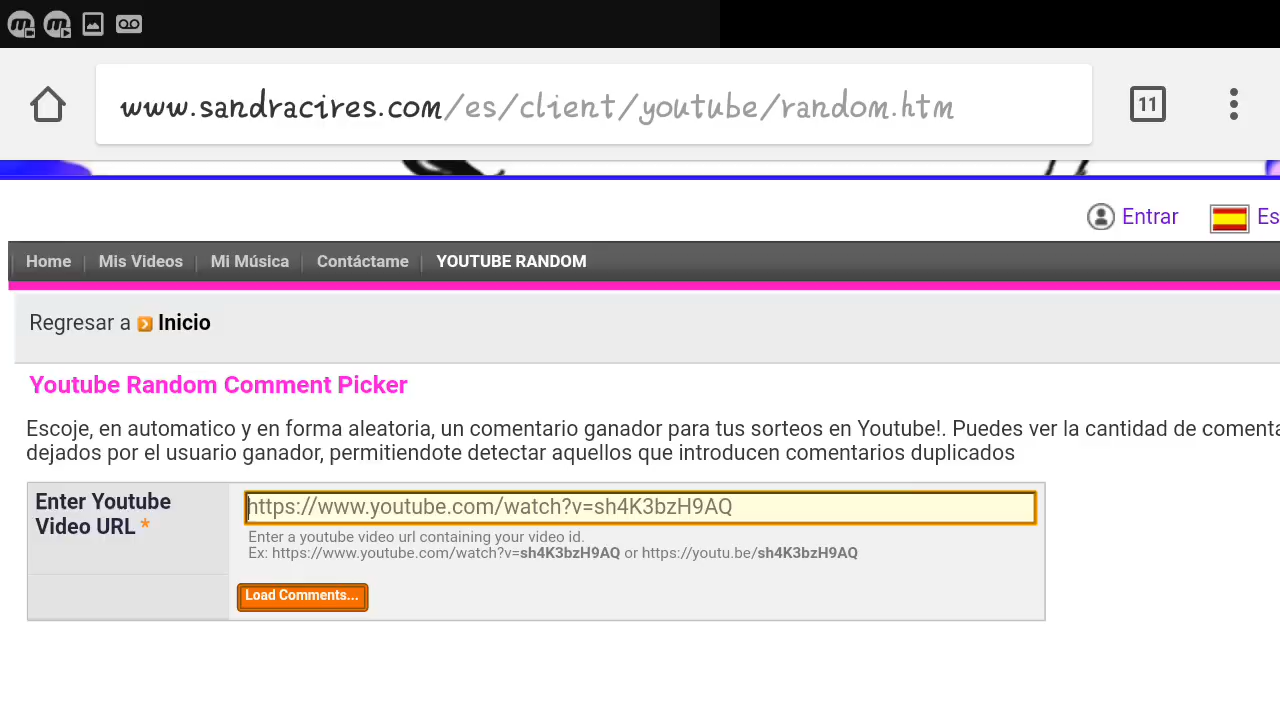 www.sandracires.com/es/client/youtube/random.htm
11
Entrar Es
Home Mis Videos Mi Música Contáctame YOUTUBE RANDOM
Regresar a Inicio
Youtube Random Comment Picker
Escoje, en automatico y en forma aleatoria, un comentario ganador para tus sorteos en Youtube!. Puedes ver la cantidad de comenta
dejados por el usuario ganador, permitiendote detectar aquellos que introducen comentarios duplicados
Enter Youtube
Video URL *
https://www.youtube.com/watch?v=sh4K3bzH9AQ
Enter a youtube video url containing your video id.
Ex: https://www.youtube.com/watch?v=sh4K3bzH9AQ or https://youtu.be/sh4K3bzH9AQ
Load Comments...